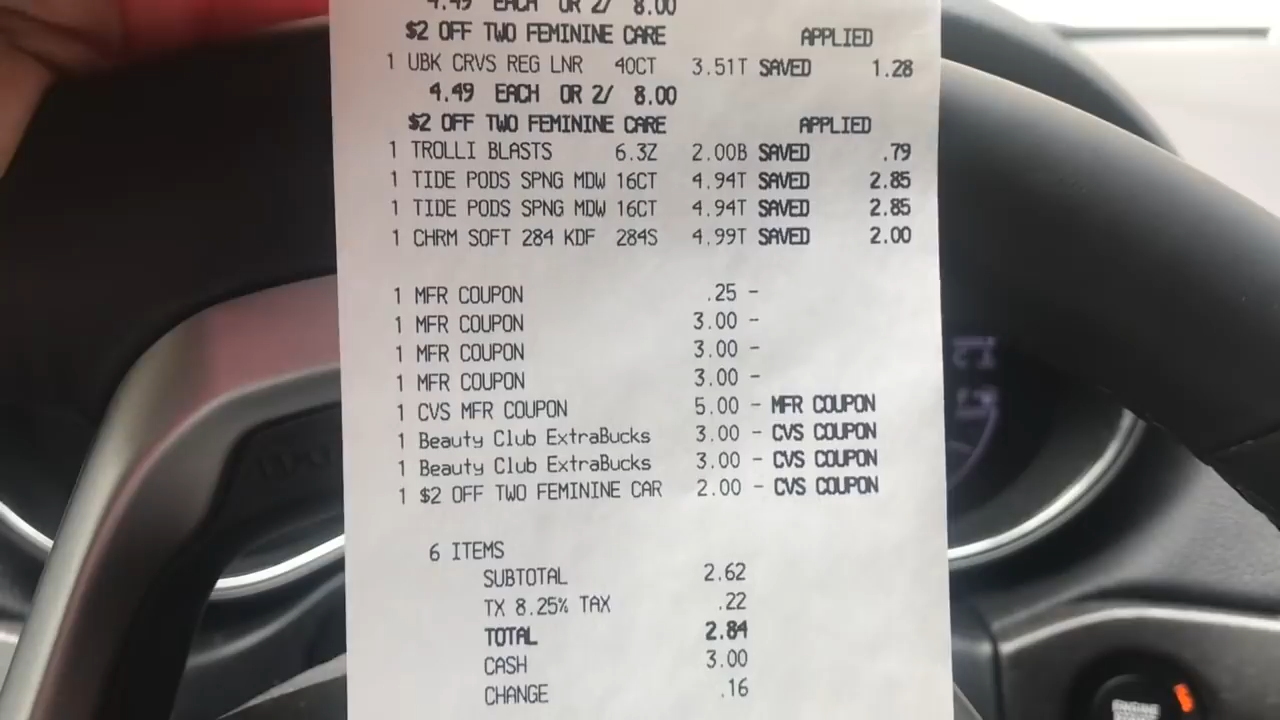 4.49 EACH OR 2/ 8.00
$2 OFF TWO FEMININE CARE APPLIED
1 UBK CRVS REG LNR 40CT 3.51T SAVED 1.28
4.49 EACH OR 2/ 8.00
$2 OFF TWO FEMININE CARE APPLIED
1 TROLLI BLASTS 6.3Z 2.00B SAVED .79
1 TIDE PODS SPNG MDW 16CT 4.94T SAVED 2.85
1 TIDE PODS SPNG MDW 16CT 4.94T SAVED 2.85
1 CHRM SOFT 284 KDF 284S 4.99T SAVED 2.00
1 MFR COUPON .25 -
1 MFR COUPON 3.00 -
1 MFR COUPON 3.00 -
1 MFR COUPON 3.00 -
1 CVS MFR COUPON 5.00 - MFR COUPON
1 Beauty Club ExtraBucks 3.00 - CVS COUPON
1 Beauty Club ExtraBucks 3.00 - CVS COUPON
1 $2 OFF TWO FEMININE CAR 2.00 - CVS COUPON
6 ITEMS
SUBTOTAL 2.62
TX 8.25% TAX .22
TOTAL 2.84
CASH 3.00
CHANGE .16